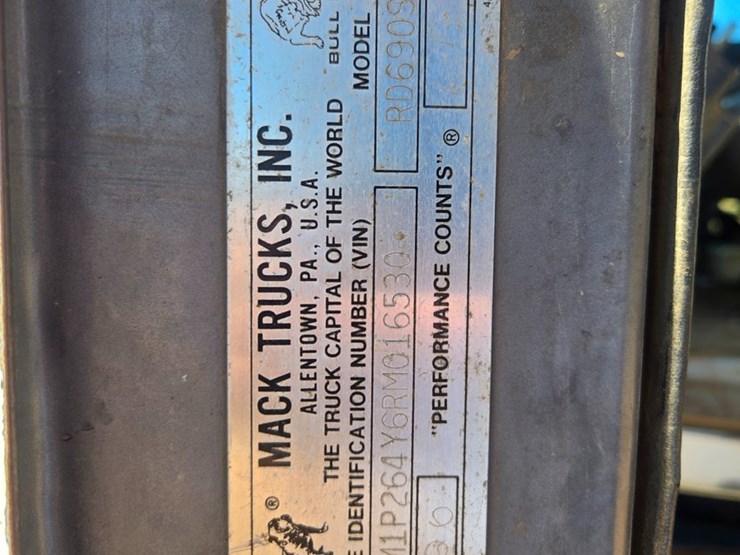 MACK TRUCKS, INC.
ALLENTOWN, PA., U.S.A.
THE TRUCK CAPITAL OF THE WORLD
BULL
IDENTIFICATION NUMBER (VIN)
MODEL
1P264Y6RM016530
RD690S
"PERFORMANCE COUNTS" ®